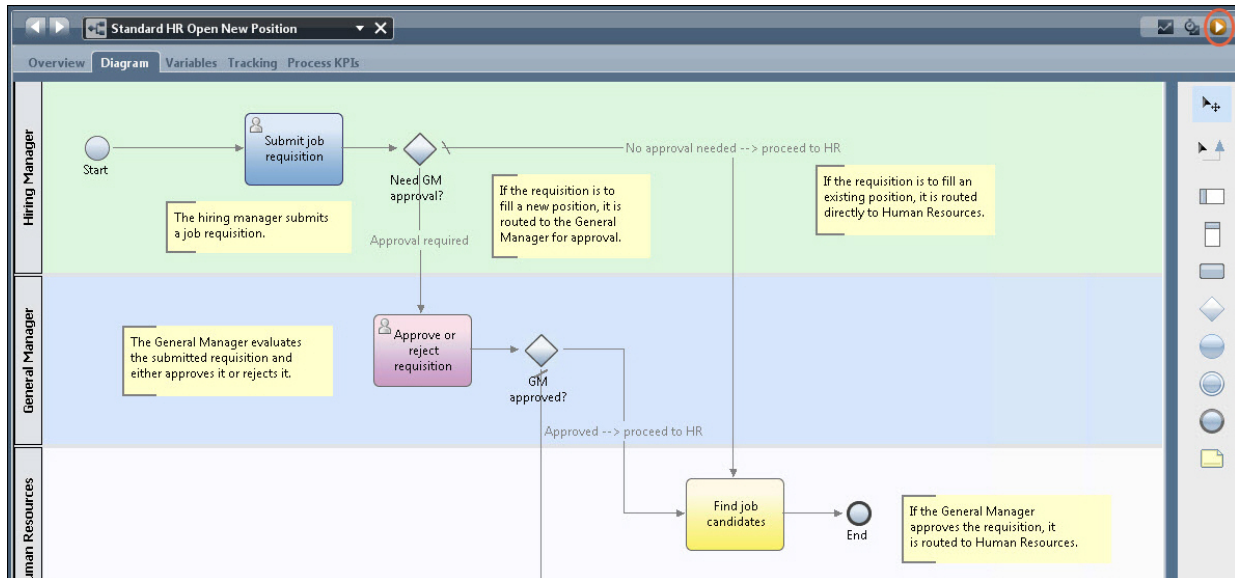 Standard HR Open New Position
Overview Diagram Variables Tracking Process KPIs
Hiring Manager
Start
Submit job
requisition
Need GM
approval?
No approval needed --> proceed to HR
The hiring manager submits
a job requisition.
If the requisition is to
fill a new position, it is
routed to the General
Manager for approval.
If the requisition is to fill an
existing position, it is routed
directly to Human Resources.
Approval required
General Manager
The General Manager evaluates
the submitted requisition and
either approves it or rejects it.
Approve or
reject
requisition
GM
approved?
Approved --> proceed to HR
uman Resources
Find job
candidates
End
If the General Manager
approves the requisition, it
is routed to Human Resources.